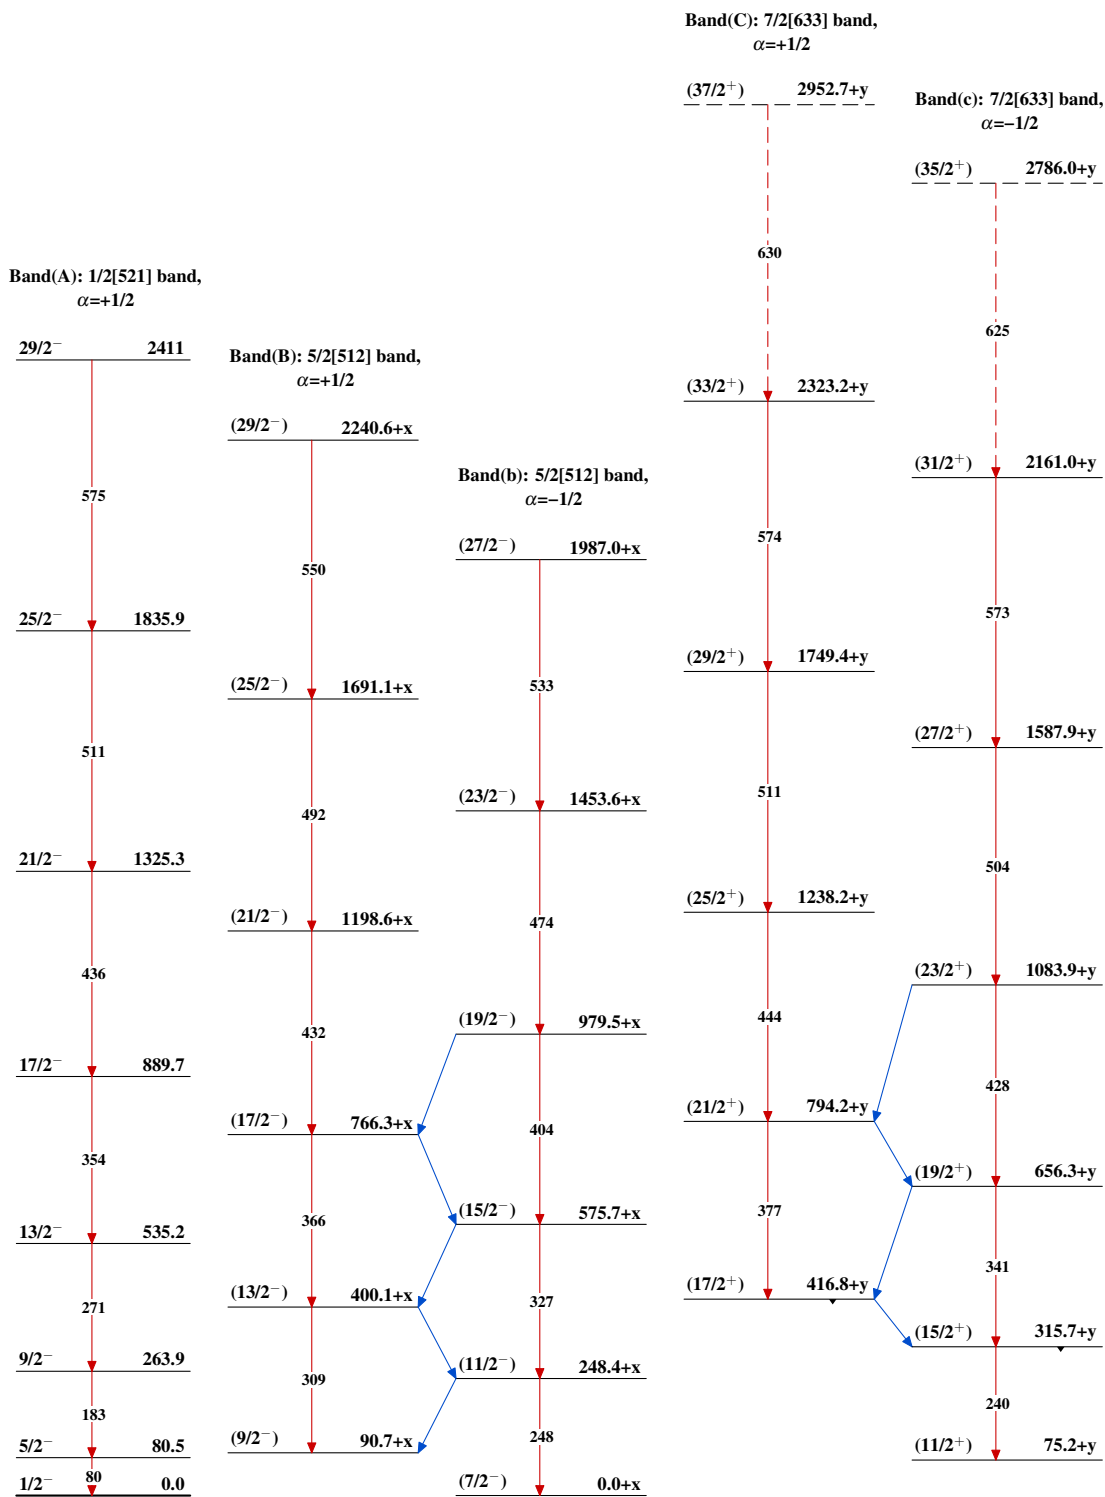 Band(A): 1/2[521] band,
α=+1/2
29/2⁻ 2411
575
25/2⁻ 1835.9
511
21/2⁻ 1325.3
436
17/2⁻ 889.7
354
13/2⁻ 535.2
271
9/2⁻ 263.9
183
5/2⁻ 80.5
80
1/2⁻ 0.0
Band(B): 5/2[512] band,
α=+1/2
(29/2⁻) 2240.6+x
550
(25/2⁻) 1691.1+x
492
(21/2⁻) 1198.6+x
432
(17/2⁻) 766.3+x
366
(13/2⁻) 400.1+x
309
(9/2⁻) 90.7+x
Band(b): 5/2[512] band,
α=−1/2
(27/2⁻) 1987.0+x
533
(23/2⁻) 1453.6+x
474
(19/2⁻) 979.5+x
404
(15/2⁻) 575.7+x
327
(11/2⁻) 248.4+x
248
(7/2⁻) 0.0+x
Band(C): 7/2[633] band,
α=+1/2
(37/2⁺) 2952.7+y
630
(33/2⁺) 2323.2+y
574
(29/2⁺) 1749.4+y
511
(25/2⁺) 1238.2+y
444
(21/2⁺) 794.2+y
377
(17/2⁺) 416.8+y
Band(c): 7/2[633] band,
α=−1/2
(35/2⁺) 2786.0+y
625
(31/2⁺) 2161.0+y
573
(27/2⁺) 1587.9+y
504
(23/2⁺) 1083.9+y
428
(19/2⁺) 656.3+y
341
(15/2⁺) 315.7+y
240
(11/2⁺) 75.2+y